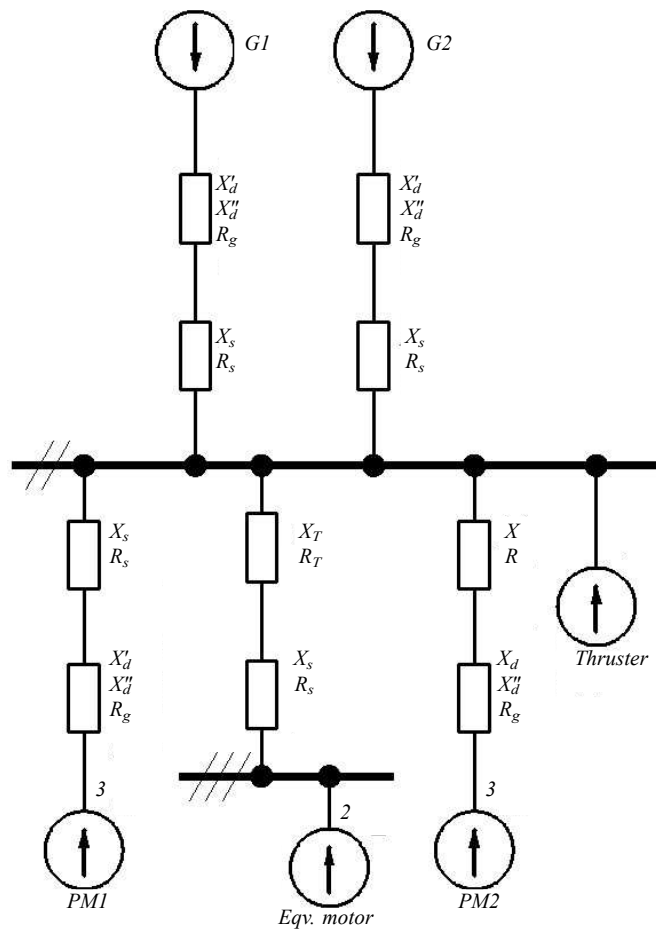 G1
G2
X'd
X''d
Rg
X'd
X''d
Rg
Xs
Rs
Xs
Rs
Xs
Rs
XT
RT
X
R
X'd
X''d
Rg
Xs
Rs
Xd
X''d
Rg
Thruster
3
2
3
PM1
Eqv. motor
PM2